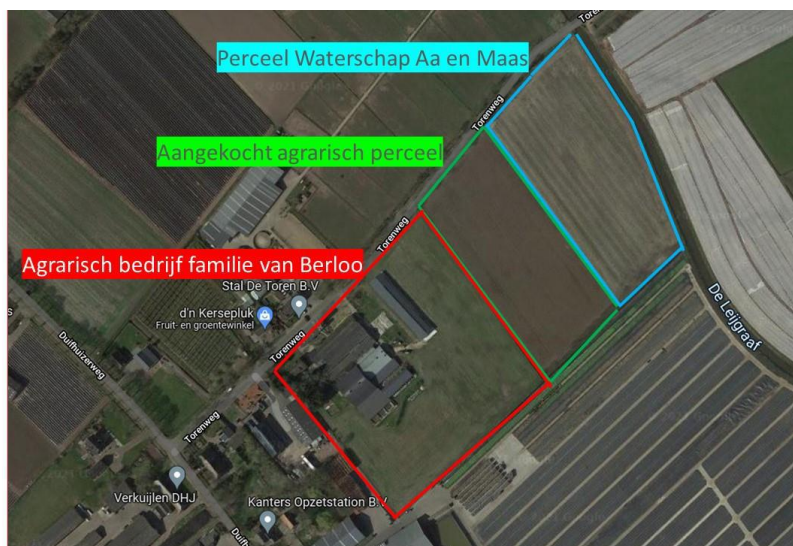 Torenweg
Perceel Waterschap Aa en Maas
Torenweg
Aangekocht agrarisch perceel
Torenweg
Agrarisch bedrijf familie van Berloo
Stal De Toren B.V
d'n Kersepluk
Fruit- en groentewinkel
De Leijgraaf
Duifhuizerweg
Torenweg
Torenweg
Verkuijlen DHJ
Kanters Opzetstation B.V